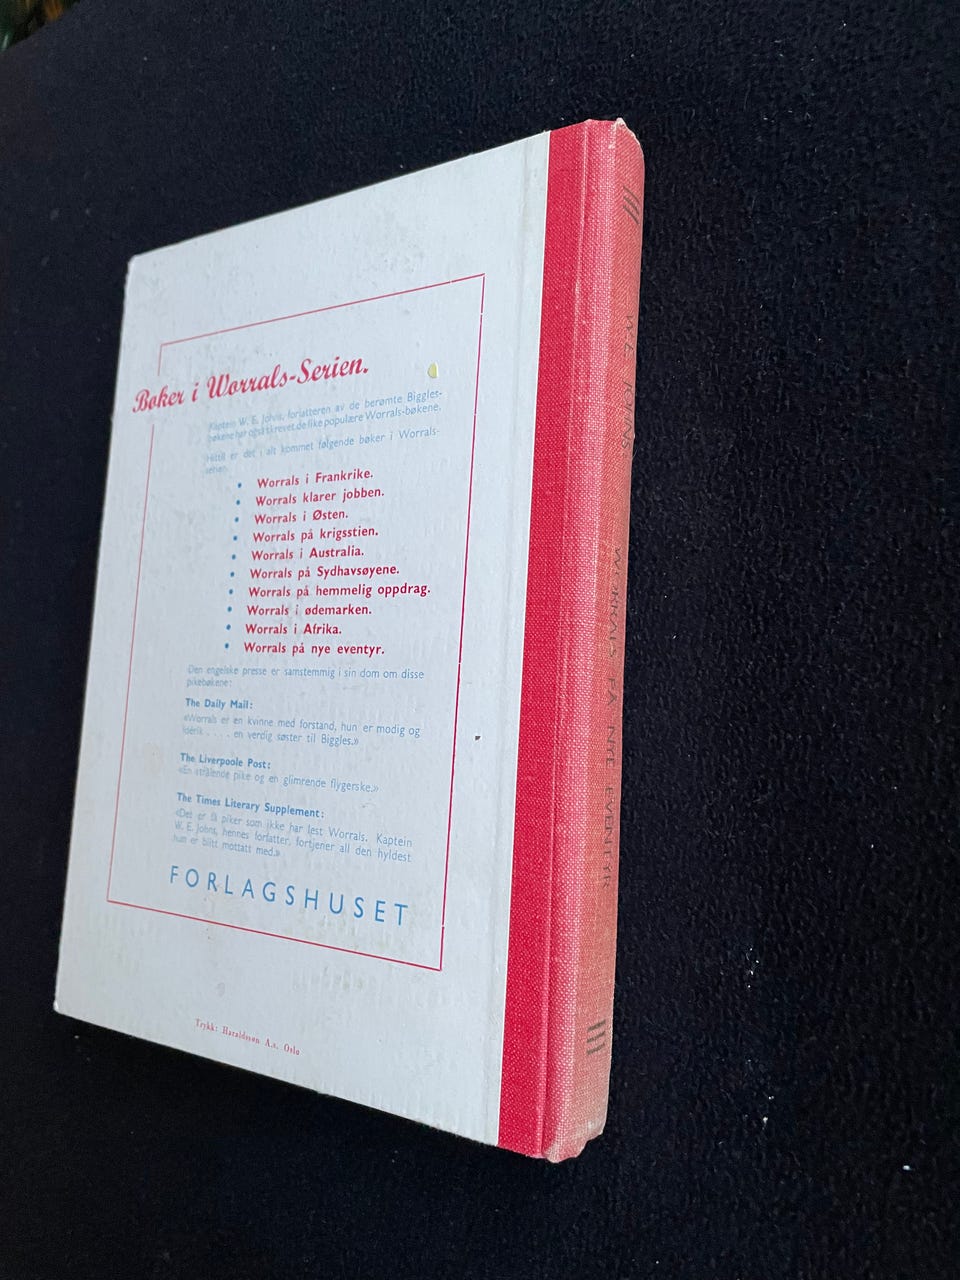 Bøker i Worrals-Serien.
Kaptein W. E. Johns, forfatteren av de berømte Biggles-
bøkene har også skrevet de like populære Worrals-bøkene.
Hittil er det i alt kommet følgende bøker i Worrals-
serien.
• Worrals i Frankrike.
• Worrals klarer jobben.
• Worrals i Østen.
• Worrals på krigsstien.
• Worrals i Australia.
• Worrals på Sydhavsøyene.
• Worrals på hemmelig oppdrag.
• Worrals i ødemarken.
• Worrals i Afrika.
• Worrals på nye eventyr.
Den engelske presse er samstemmig i sin dom om disse
pikebøkene:
The Daily Mail:
«Worrals er en kvinne med forstand, hun er modig og
idérik . . . . en verdig søster til Biggles.»
The Liverpoole Post:
«En strålende pike og en glimrende flygerske.»
The Times Literary Supplement:
«Det er få piker som ikke har lest Worrals. Kaptein
W. E. Johns, hennes forfatter, fortjener all den hyldest
hun er blitt mottatt med.»
FORLAGSHUSET
Trykk: Haraldssøn A.s. Oslo
W. E. JOHNS WORRALS PÅ NYE EVENTYR